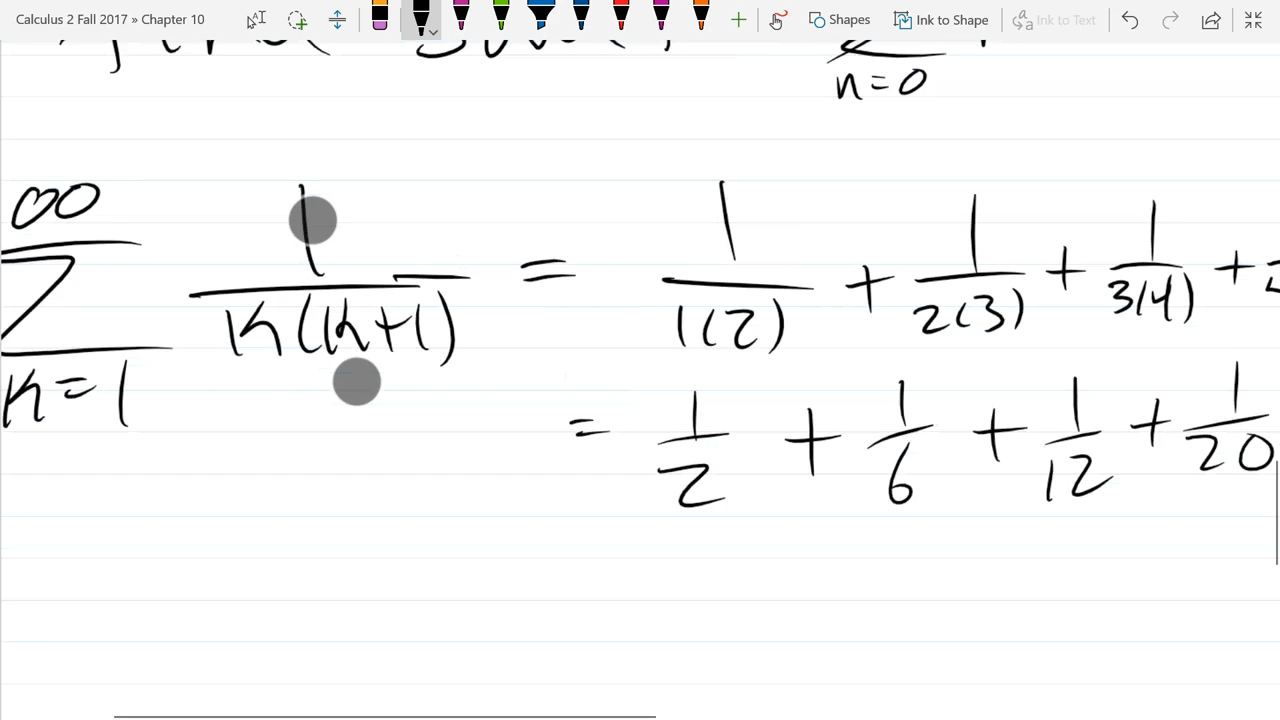 Calculus 2 Fall 2017 » Chapter 10
Shapes
Ink to Shape
Ink to Text
n=0
∞ 1 = 1 + 1 + 1 +
Σ k(k+1) 1(2) 2(3) 3(4)
k=1
= 1/2 + 1/6 + 1/12 + 1/20